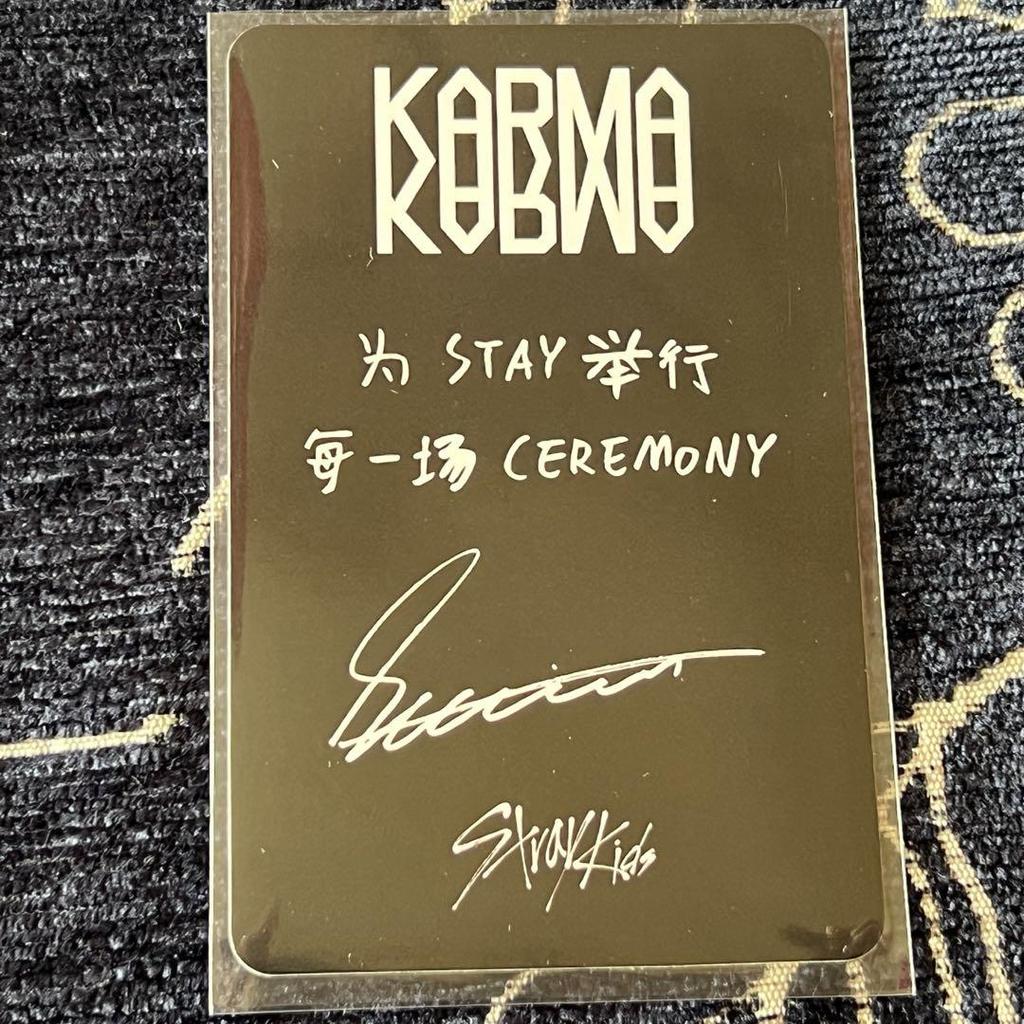 KARMA
为 STAY 举行
每一场 CEREMONY
Stray Kids